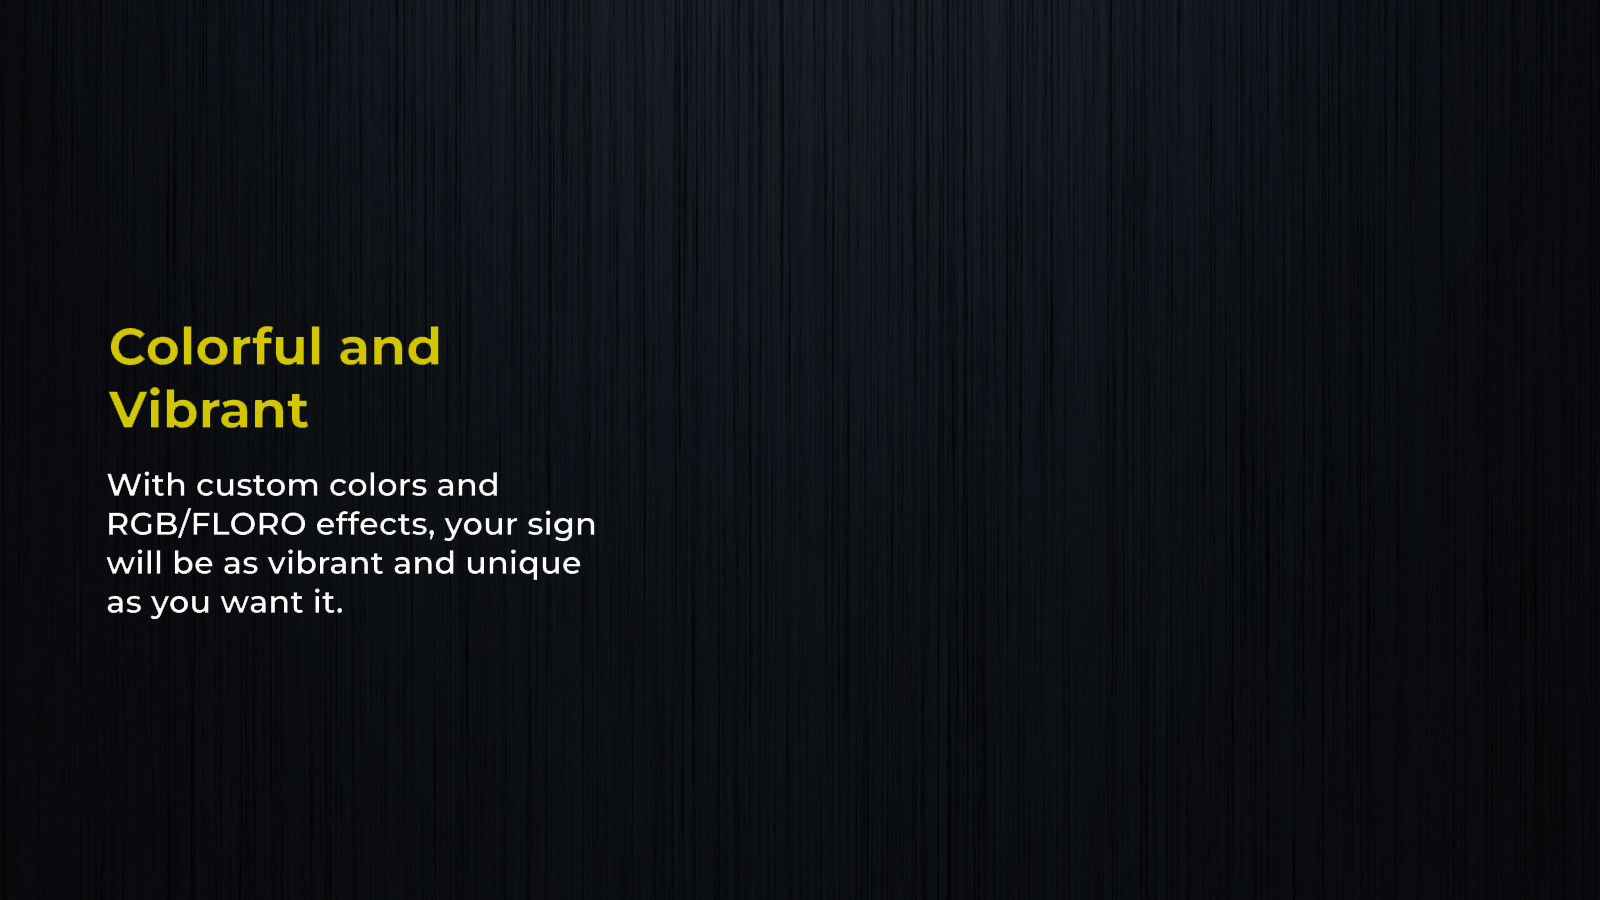 Colorful and
Vibrant
With custom colors and
RGB/FLORO effects, your sign
will be as vibrant and unique
as you want it.